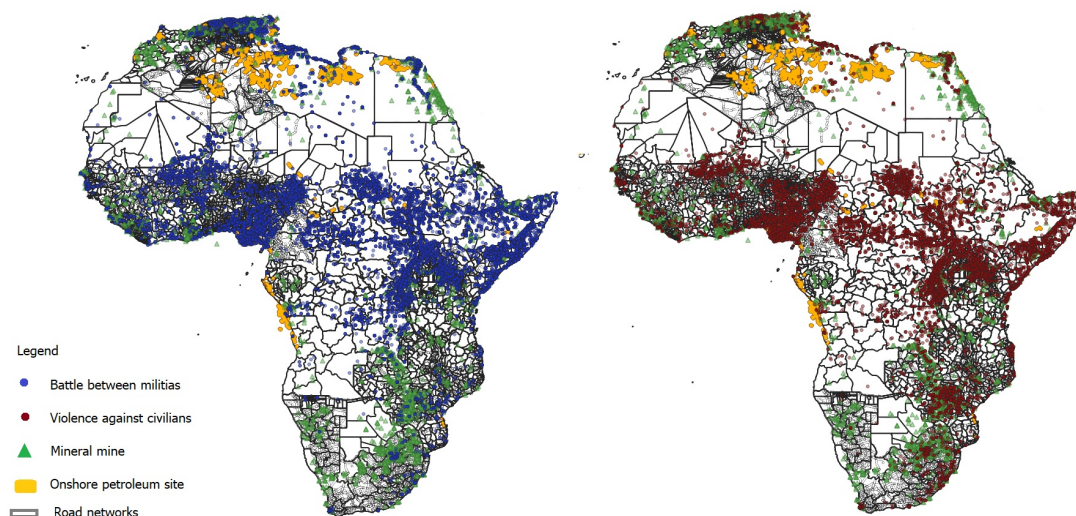 Legend
Battle between militias
Violence against civilians
Mineral mine
Onshore petroleum site
Road networks